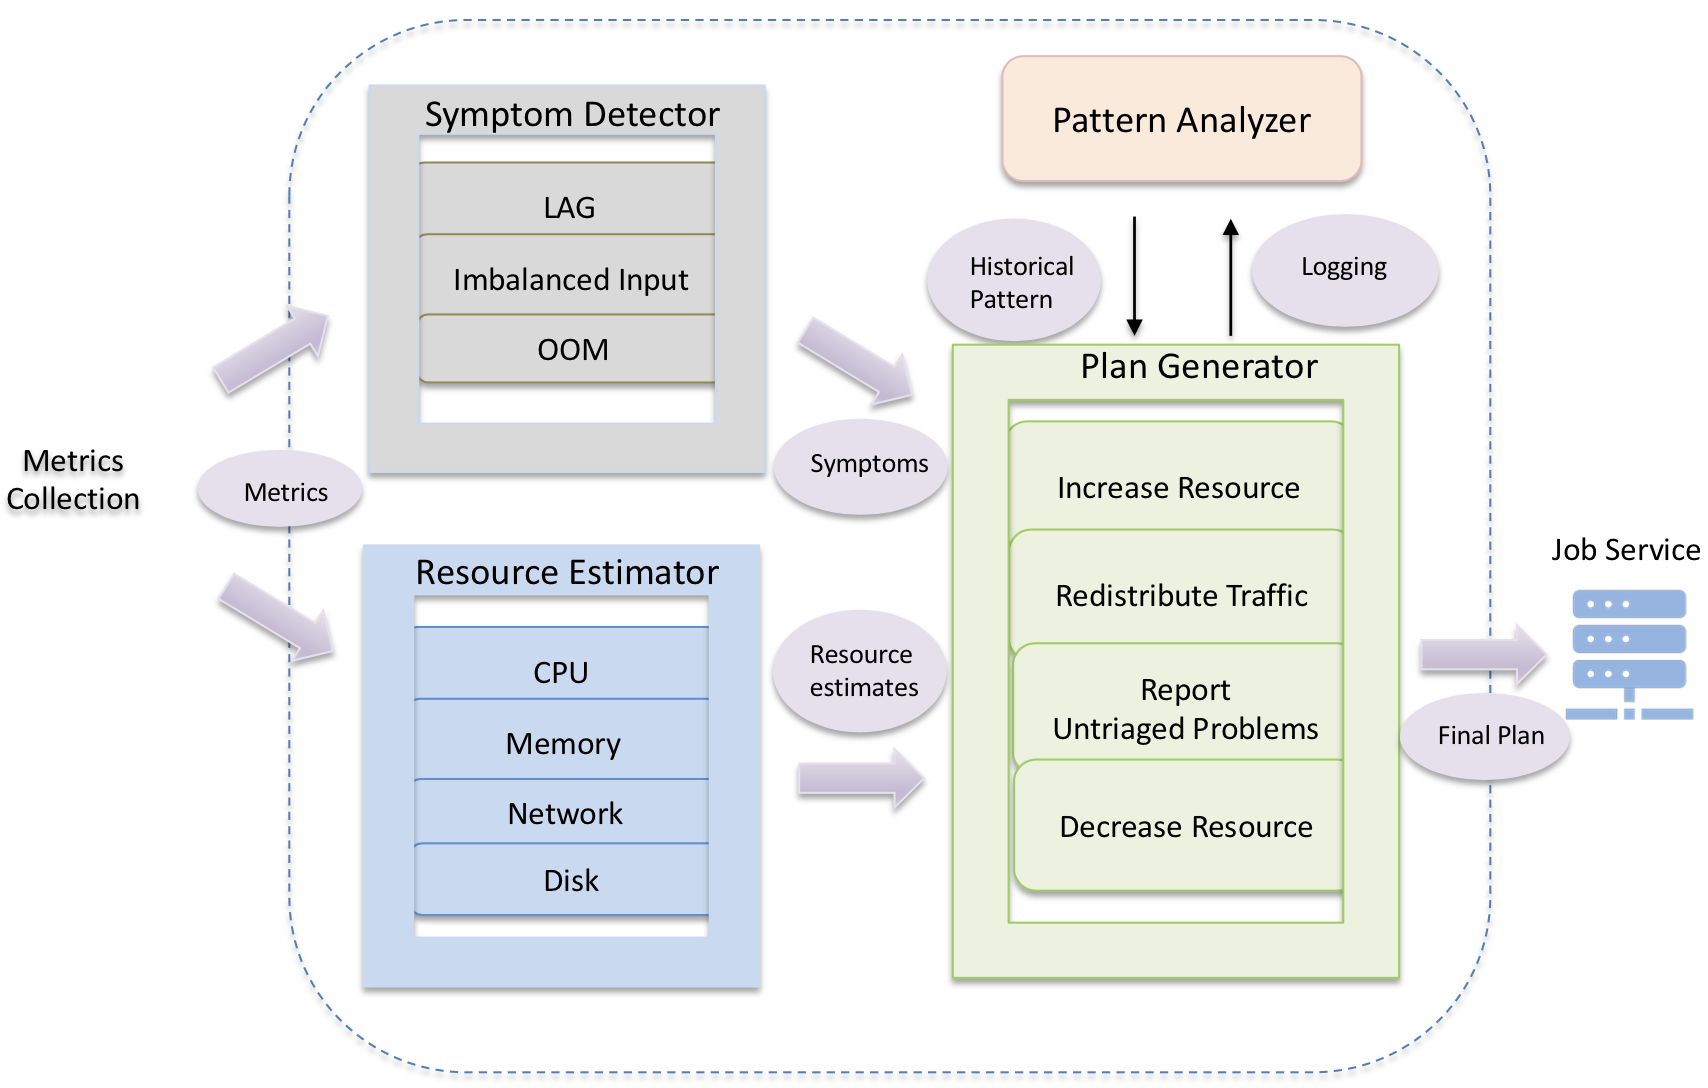 Metrics
Collection
Metrics
Symptom Detector
LAG
Imbalanced Input
OOM
Resource Estimator
CPU
Memory
Network
Disk
Symptoms
Resource
estimates
Pattern Analyzer
Historical
Pattern
Logging
Plan Generator
Increase Resource
Redistribute Traffic
Report
Untriaged Problems
Decrease Resource
Final Plan
Job Service